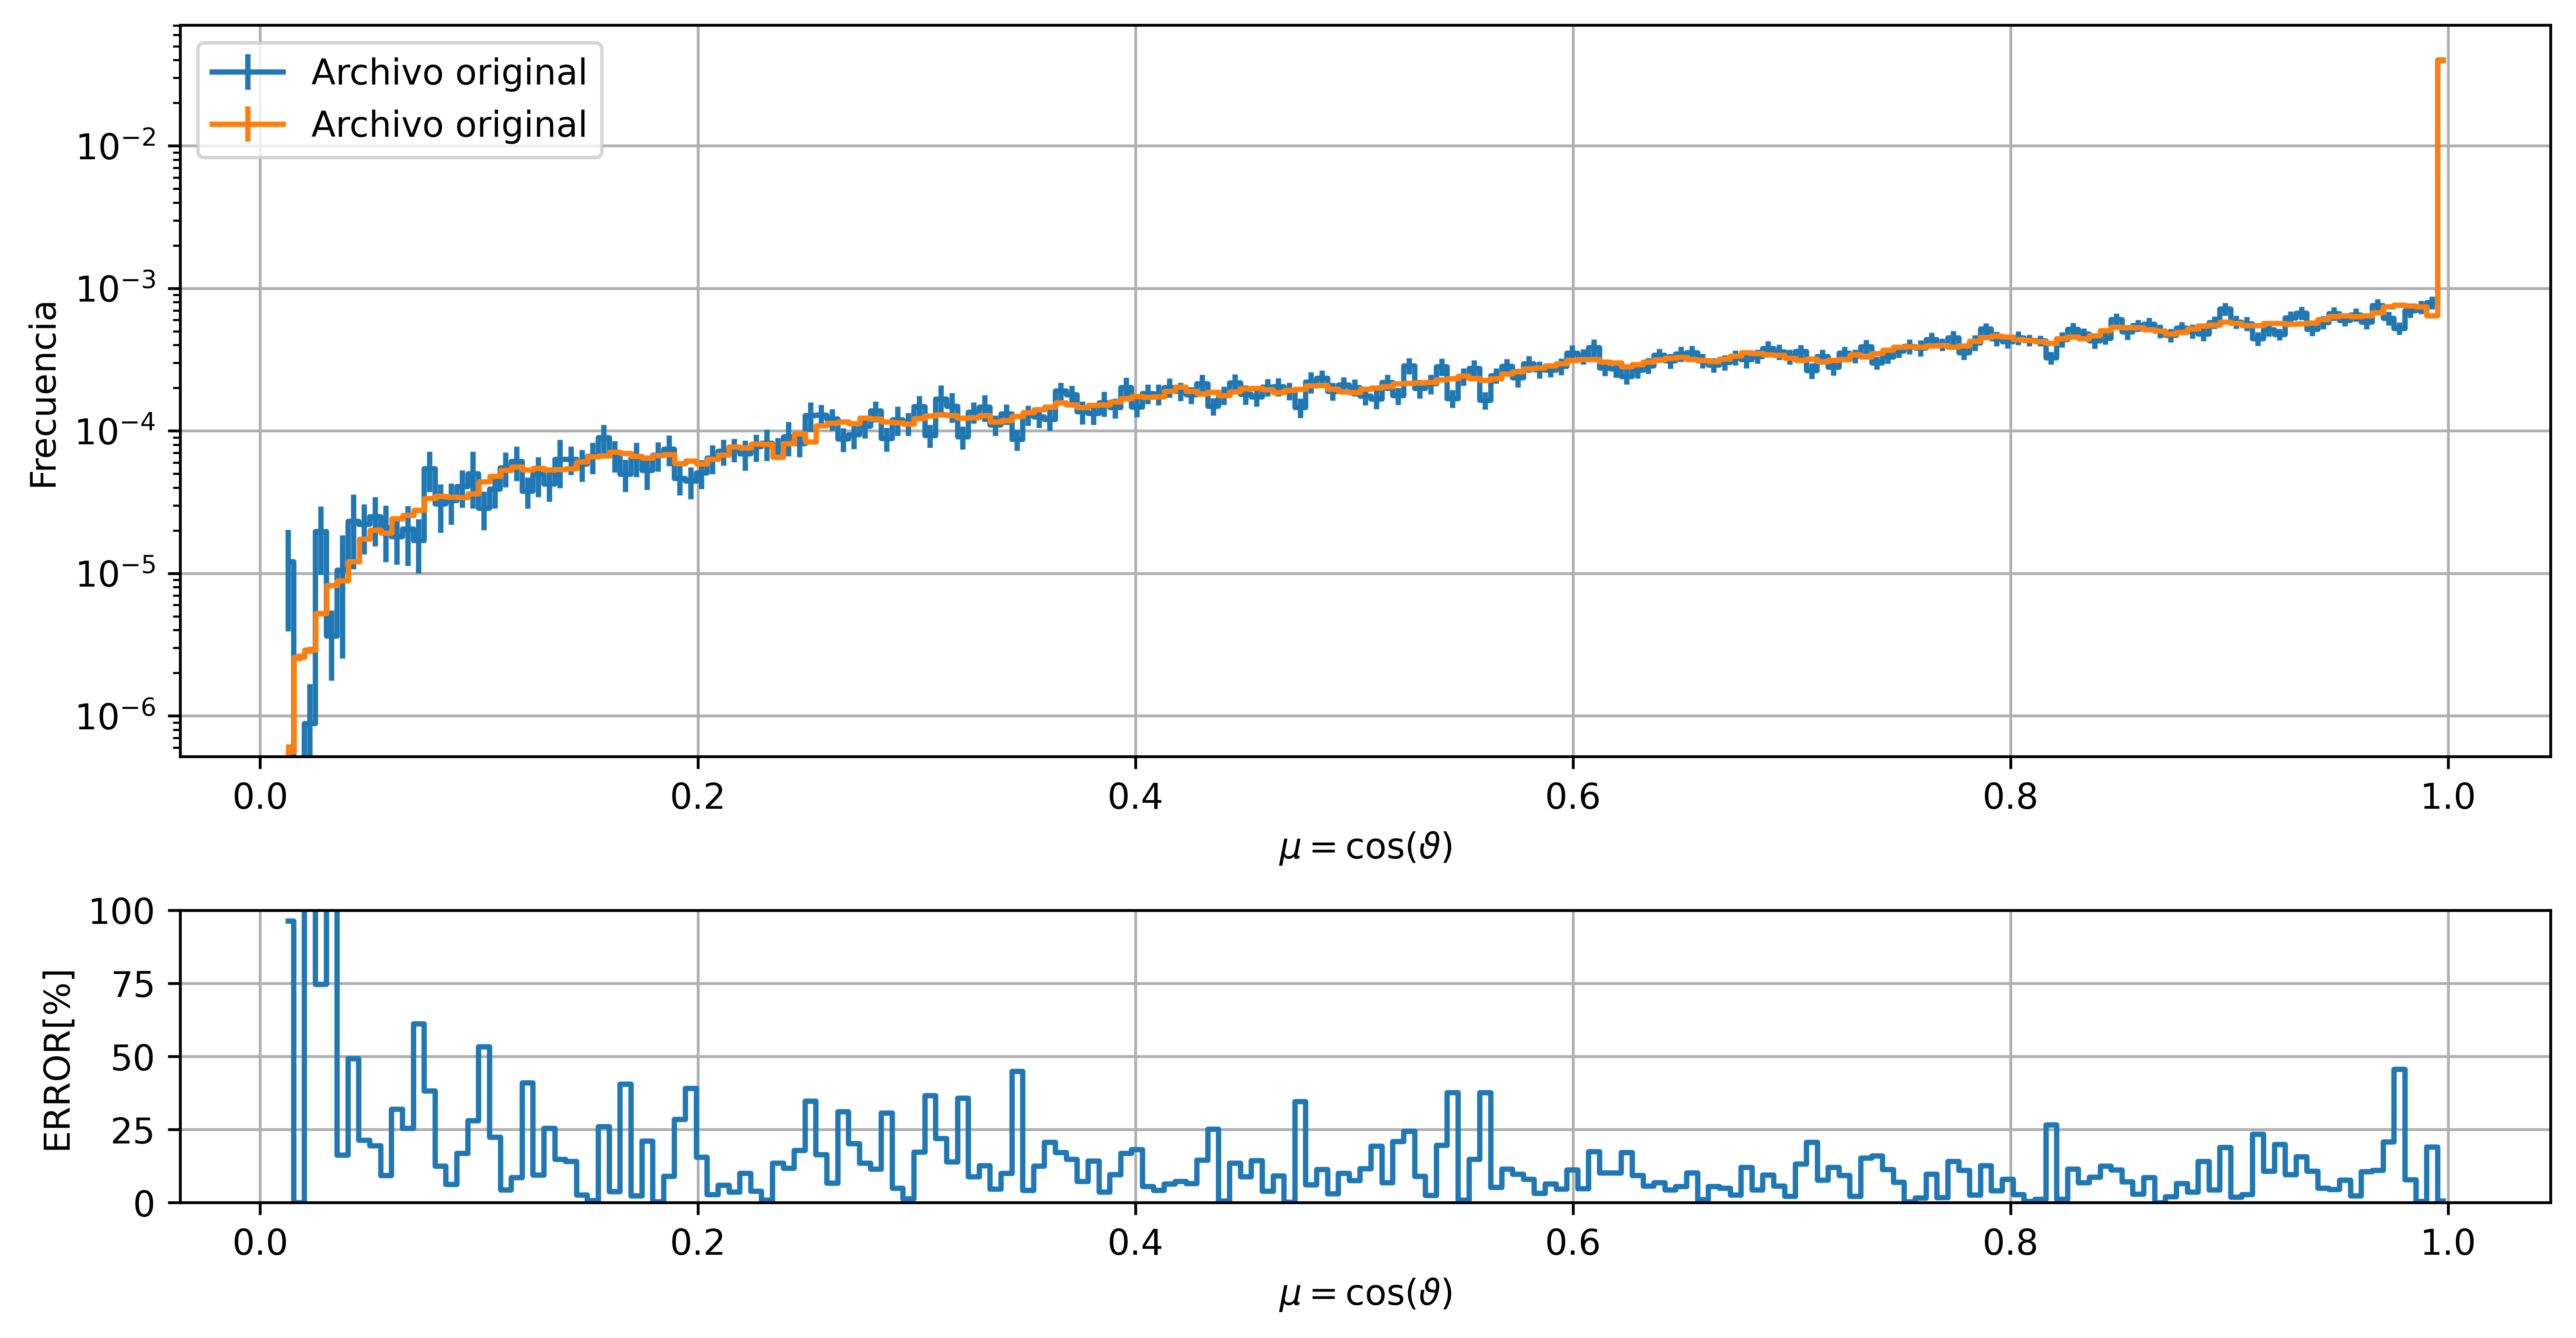 Archivo original
Archivo original
Frecuencia
10⁻²
10⁻³
10⁻⁴
10⁻⁵
10⁻⁶
0.0 0.2 0.4 0.6 0.8 1.0
μ = cos(ϑ)
ERROR[%]
100
75
50
25
0
0.0 0.2 0.4 0.6 0.8 1.0
μ = cos(ϑ)